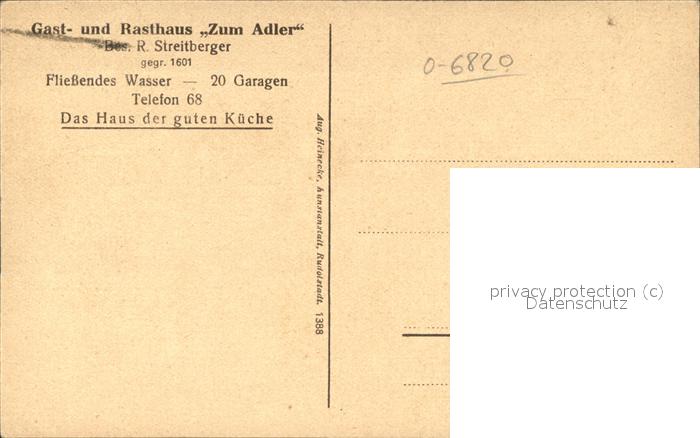 Gast- und Rasthaus „Zum Adler“
Bes. R. Streitberger
gegr. 1601
Fließendes Wasser — 20 Garagen
Telefon 68
Das Haus der guten Küche
Aug. Heinecke, Kunstanstalt, Rudolstadt. 1388
0-6820
privacy protection (c)
Datenschutz